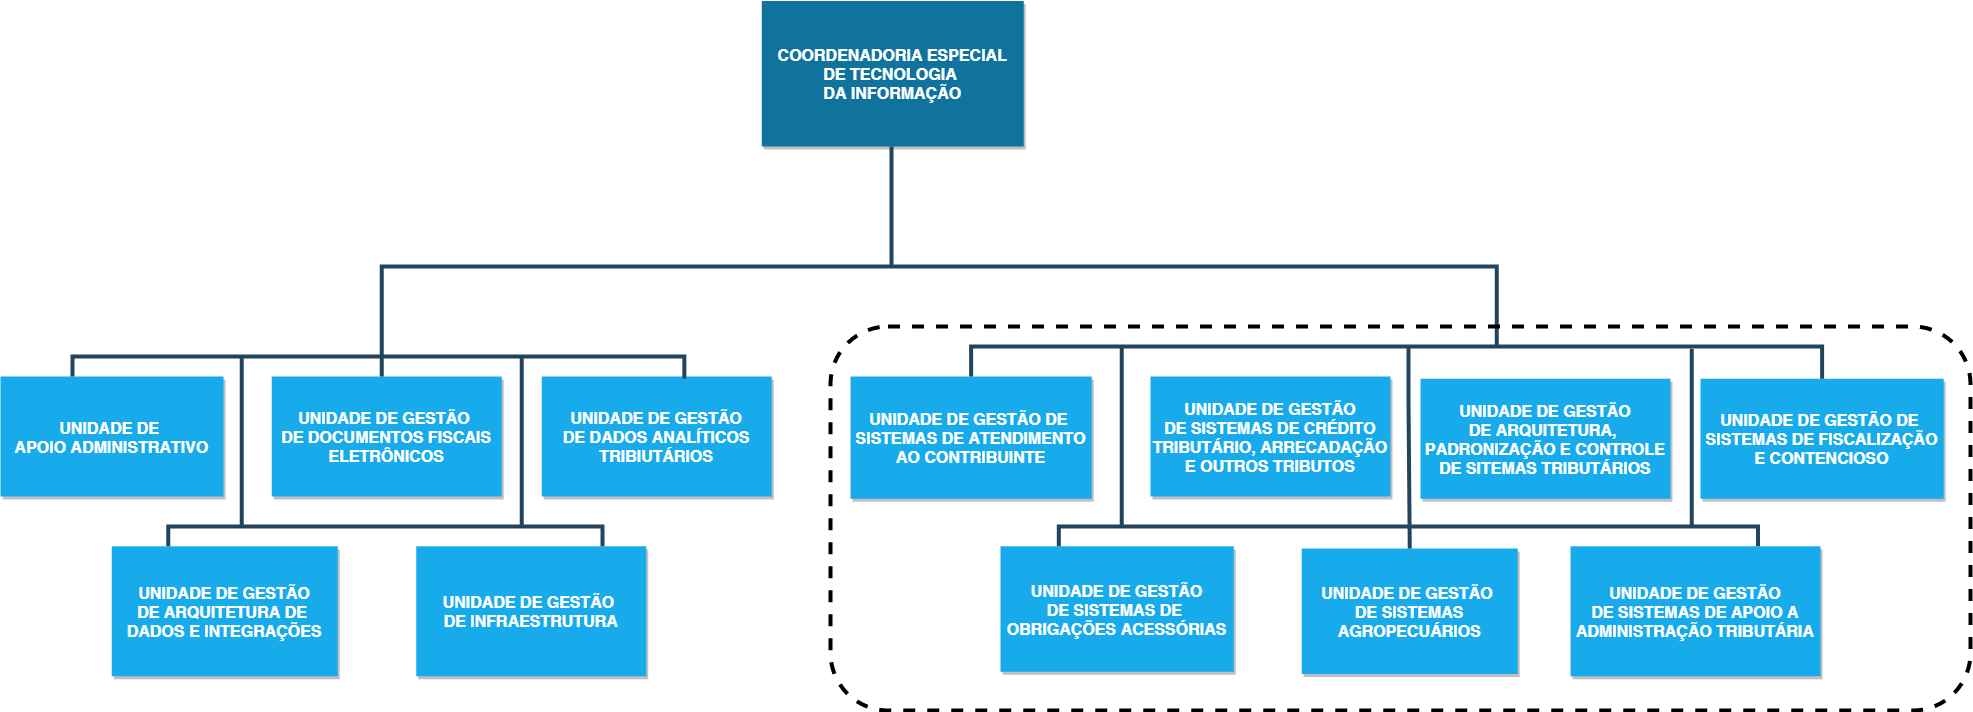 COORDENADORIA ESPECIAL
DE TECNOLOGIA
DA INFORMAÇÃO
UNIDADE DE
APOIO ADMINISTRATIVO
UNIDADE DE GESTÃO
DE DOCUMENTOS FISCAIS
ELETRÔNICOS
UNIDADE DE GESTÃO
DE DADOS ANALÍTICOS
TRIBIUTÁRIOS
UNIDADE DE GESTÃO DE
SISTEMAS DE ATENDIMENTO
AO CONTRIBUINTE
UNIDADE DE GESTÃO
DE SISTEMAS DE CRÉDITO
TRIBUTÁRIO, ARRECADAÇÃO
E OUTROS TRIBUTOS
UNIDADE DE GESTÃO
DE ARQUITETURA,
PADRONIZAÇÃO E CONTROLE
DE SITEMAS TRIBUTÁRIOS
UNIDADE DE GESTÃO DE
SISTEMAS DE FISCALIZAÇÃO
E CONTENCIOSO
UNIDADE DE GESTÃO
DE ARQUITETURA DE
DADOS E INTEGRAÇÕES
UNIDADE DE GESTÃO
DE INFRAESTRUTURA
UNIDADE DE GESTÃO
DE SISTEMAS DE
OBRIGAÇÕES ACESSÓRIAS
UNIDADE DE GESTÃO
DE SISTEMAS
AGROPECUÁRIOS
UNIDADE DE GESTÃO
DE SISTEMAS DE APOIO A
ADMINISTRAÇÃO TRIBUTÁRIA